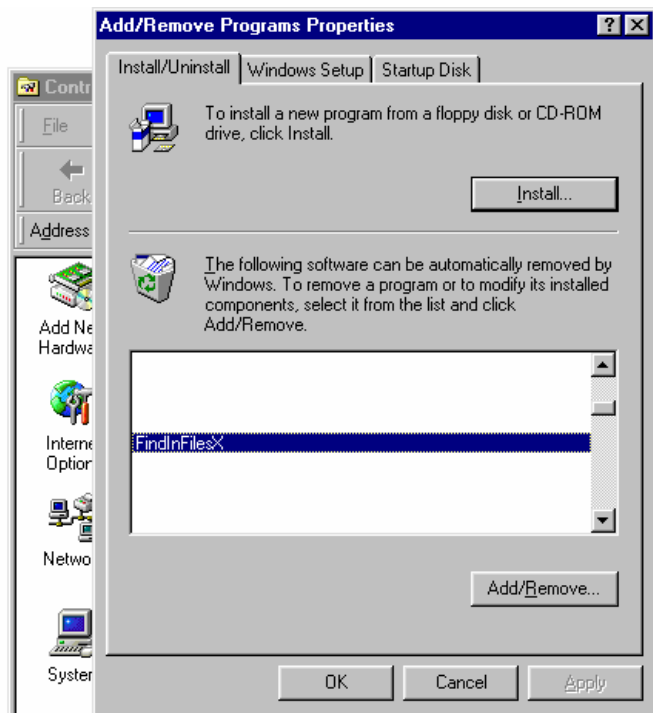 Add/Remove Programs Properties
Install/Uninstall Windows Setup Startup Disk
Contr
File
Back
Address
To install a new program from a floppy disk or CD-ROM
drive, click Install.
Install...
The following software can be automatically removed by
Windows. To remove a program or to modify its installed
components, select it from the list and click
Add/Remove.
Add Ne
Hardwa
Interne
Option
Netwo
System
FindInFilesX
Add/Remove...
OK Cancel Apply